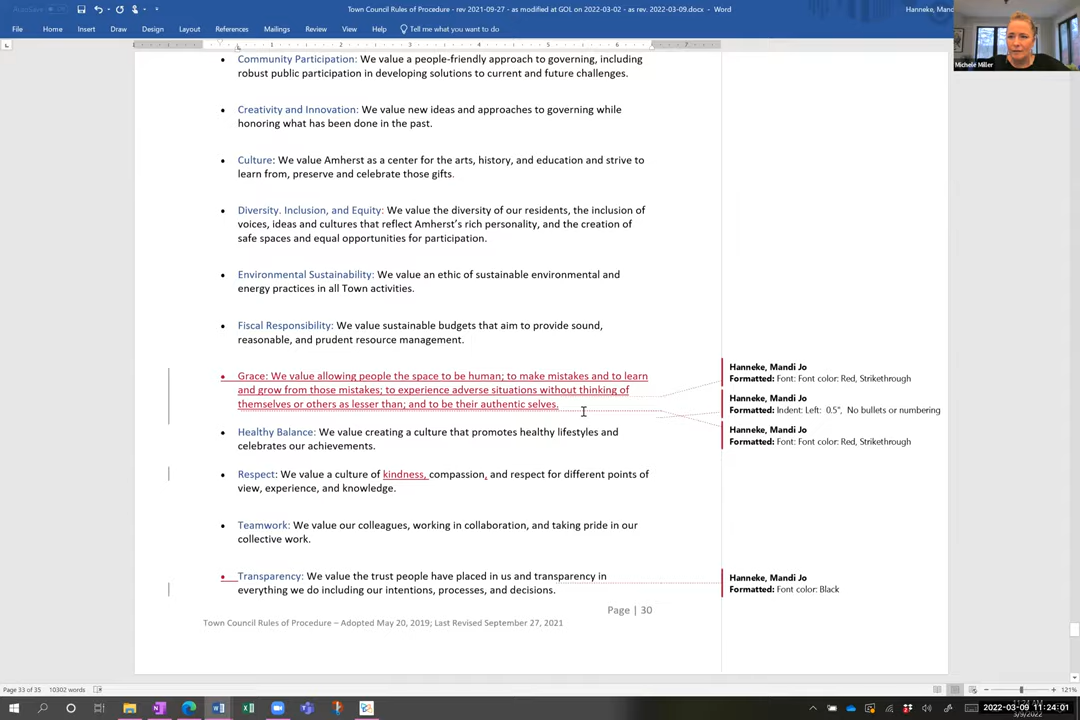 Town Council Rules of Procedure - rev 2021-09-27 - as modified at GOL on 2022-03-02 - as rev. 2022-03-09.docx - Word
Hanneke, Mand
File Home Insert Draw Design Layout References Mailings Review View Help Tell me what you want to do
Michele Miller
Community Participation: We value a people-friendly approach to governing, including
robust public participation in developing solutions to current and future challenges.
Creativity and Innovation: We value new ideas and approaches to governing while
honoring what has been done in the past.
Culture: We value Amherst as a center for the arts, history, and education and strive to
learn from, preserve and celebrate those gifts.
Diversity. Inclusion, and Equity: We value the diversity of our residents, the inclusion of
voices, ideas and cultures that reflect Amherst's rich personality, and the creation of
safe spaces and equal opportunities for participation.
Environmental Sustainability: We value an ethic of sustainable environmental and
energy practices in all Town activities.
Fiscal Responsibility: We value sustainable budgets that aim to provide sound,
reasonable, and prudent resource management.
Grace: We value allowing people the space to be human; to make mistakes and to learn
and grow from those mistakes; to experience adverse situations without thinking of
themselves or others as lesser than; and to be their authentic selves.
Healthy Balance: We value creating a culture that promotes healthy lifestyles and
celebrates our achievements.
Respect: We value a culture of kindness, compassion, and respect for different points of
view, experience, and knowledge.
Teamwork: We value our colleagues, working in collaboration, and taking pride in our
collective work.
Transparency: We value the trust people have placed in us and transparency in
everything we do including our intentions, processes, and decisions.
Page | 30
Town Council Rules of Procedure – Adopted May 20, 2019; Last Revised September 27, 2021
Hanneke, Mandi Jo
Formatted: Font: Font color: Red, Strikethrough
Hanneke, Mandi Jo
Formatted: Indent: Left: 0.5", No bullets or numbering
Hanneke, Mandi Jo
Formatted: Font: Font color: Red, Strikethrough
Hanneke, Mandi Jo
Formatted: Font color: Black
Page 33 of 35 10302 words
121%
2022-03-09 11:24:01